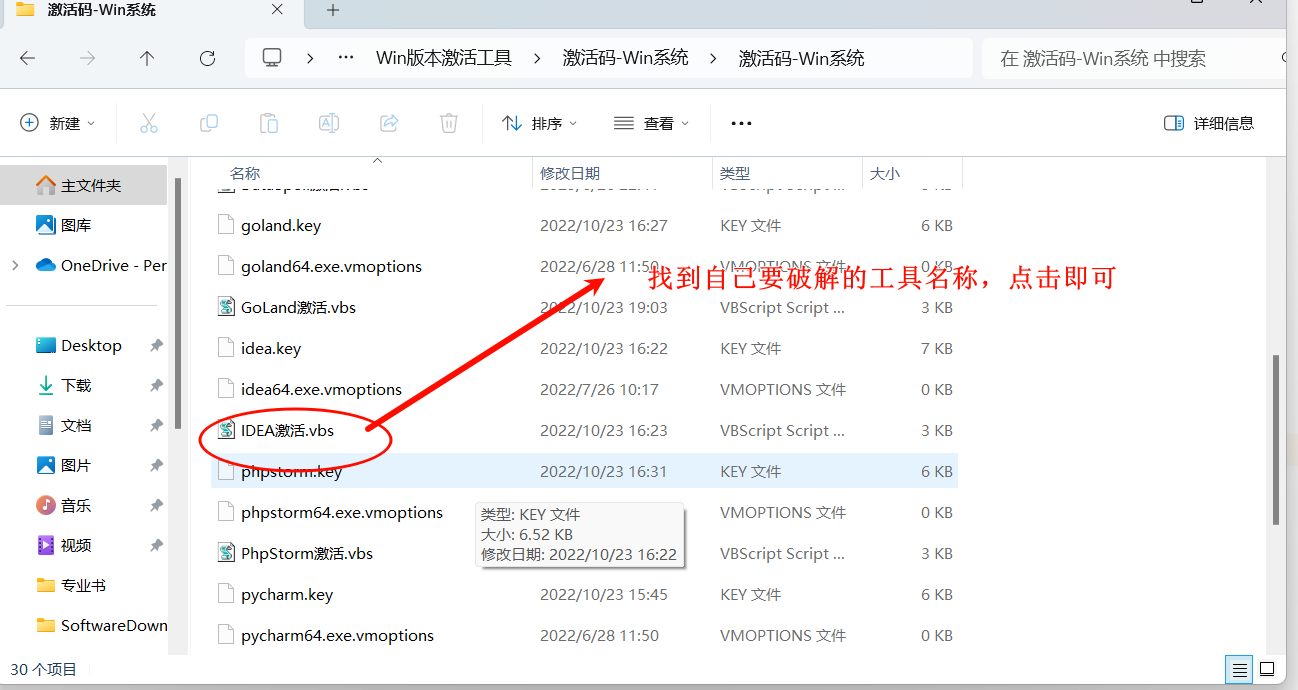 激活码-Win系统
Win版本激活工具 激活码-Win系统 激活码-Win系统 在 激活码-Win系统 中搜索
新建 排序 查看 详细信息
名称 修改日期 类型 大小
主文件夹
图库
OneDrive - Per
Desktop
下载
文档
图片
音乐
视频
专业书
SoftwareDown
goland.key 2022/10/23 16:27 KEY 文件 6 KB
goland64.exe.vmoptions 2022/6/28 11:50 VMOPTIONS 文件 0 KB
找到自己要破解的工具名称，点击即可
GoLand激活.vbs 2022/10/23 19:03 VBScript Script ... 3 KB
idea.key 2022/10/23 16:22 KEY 文件 7 KB
idea64.exe.vmoptions 2022/7/26 10:17 VMOPTIONS 文件 0 KB
IDEA激活.vbs 2022/10/23 16:23 VBScript Script ... 3 KB
phpstorm.key 2022/10/23 16:31 KEY 文件 6 KB
phpstorm64.exe.vmoptions VMOPTIONS 文件 0 KB
类型: KEY 文件
大小: 6.52 KB
修改日期: 2022/10/23 16:22
PhpStorm激活.vbs VBScript Script ... 3 KB
pycharm.key 2022/10/23 15:45 KEY 文件 6 KB
pycharm64.exe.vmoptions 2022/6/28 11:50 VMOPTIONS 文件 0 KB
30 个项目